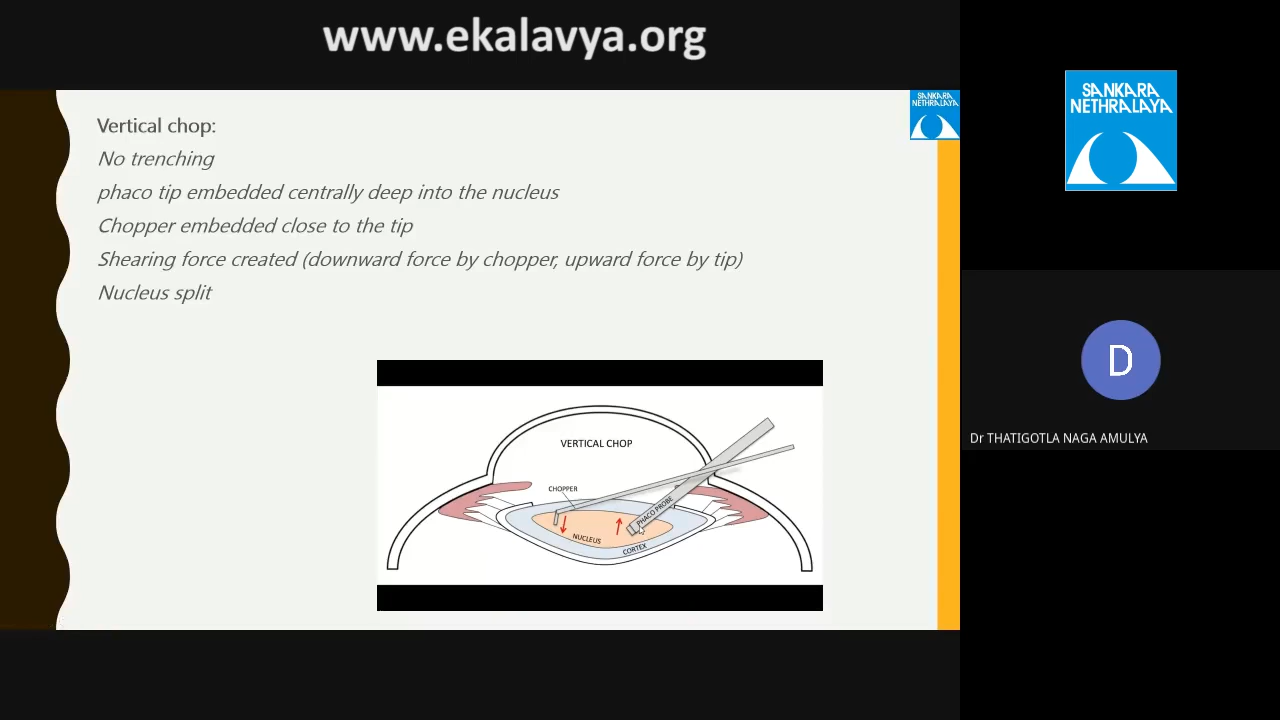 www.ekalavya.org
SANKARA
NETHRALAYA
Vertical chop:
No trenching
phaco tip embedded centrally deep into the nucleus
Chopper embedded close to the tip
Shearing force created (downward force by chopper, upward force by tip)
Nucleus split
VERTICAL CHOP
CHOPPER
PHACO PROBE
NUCLEUS
CORTEX
SANKARA
NETHRALAYA
D
Dr THATIGOTLA NAGA AMULYA